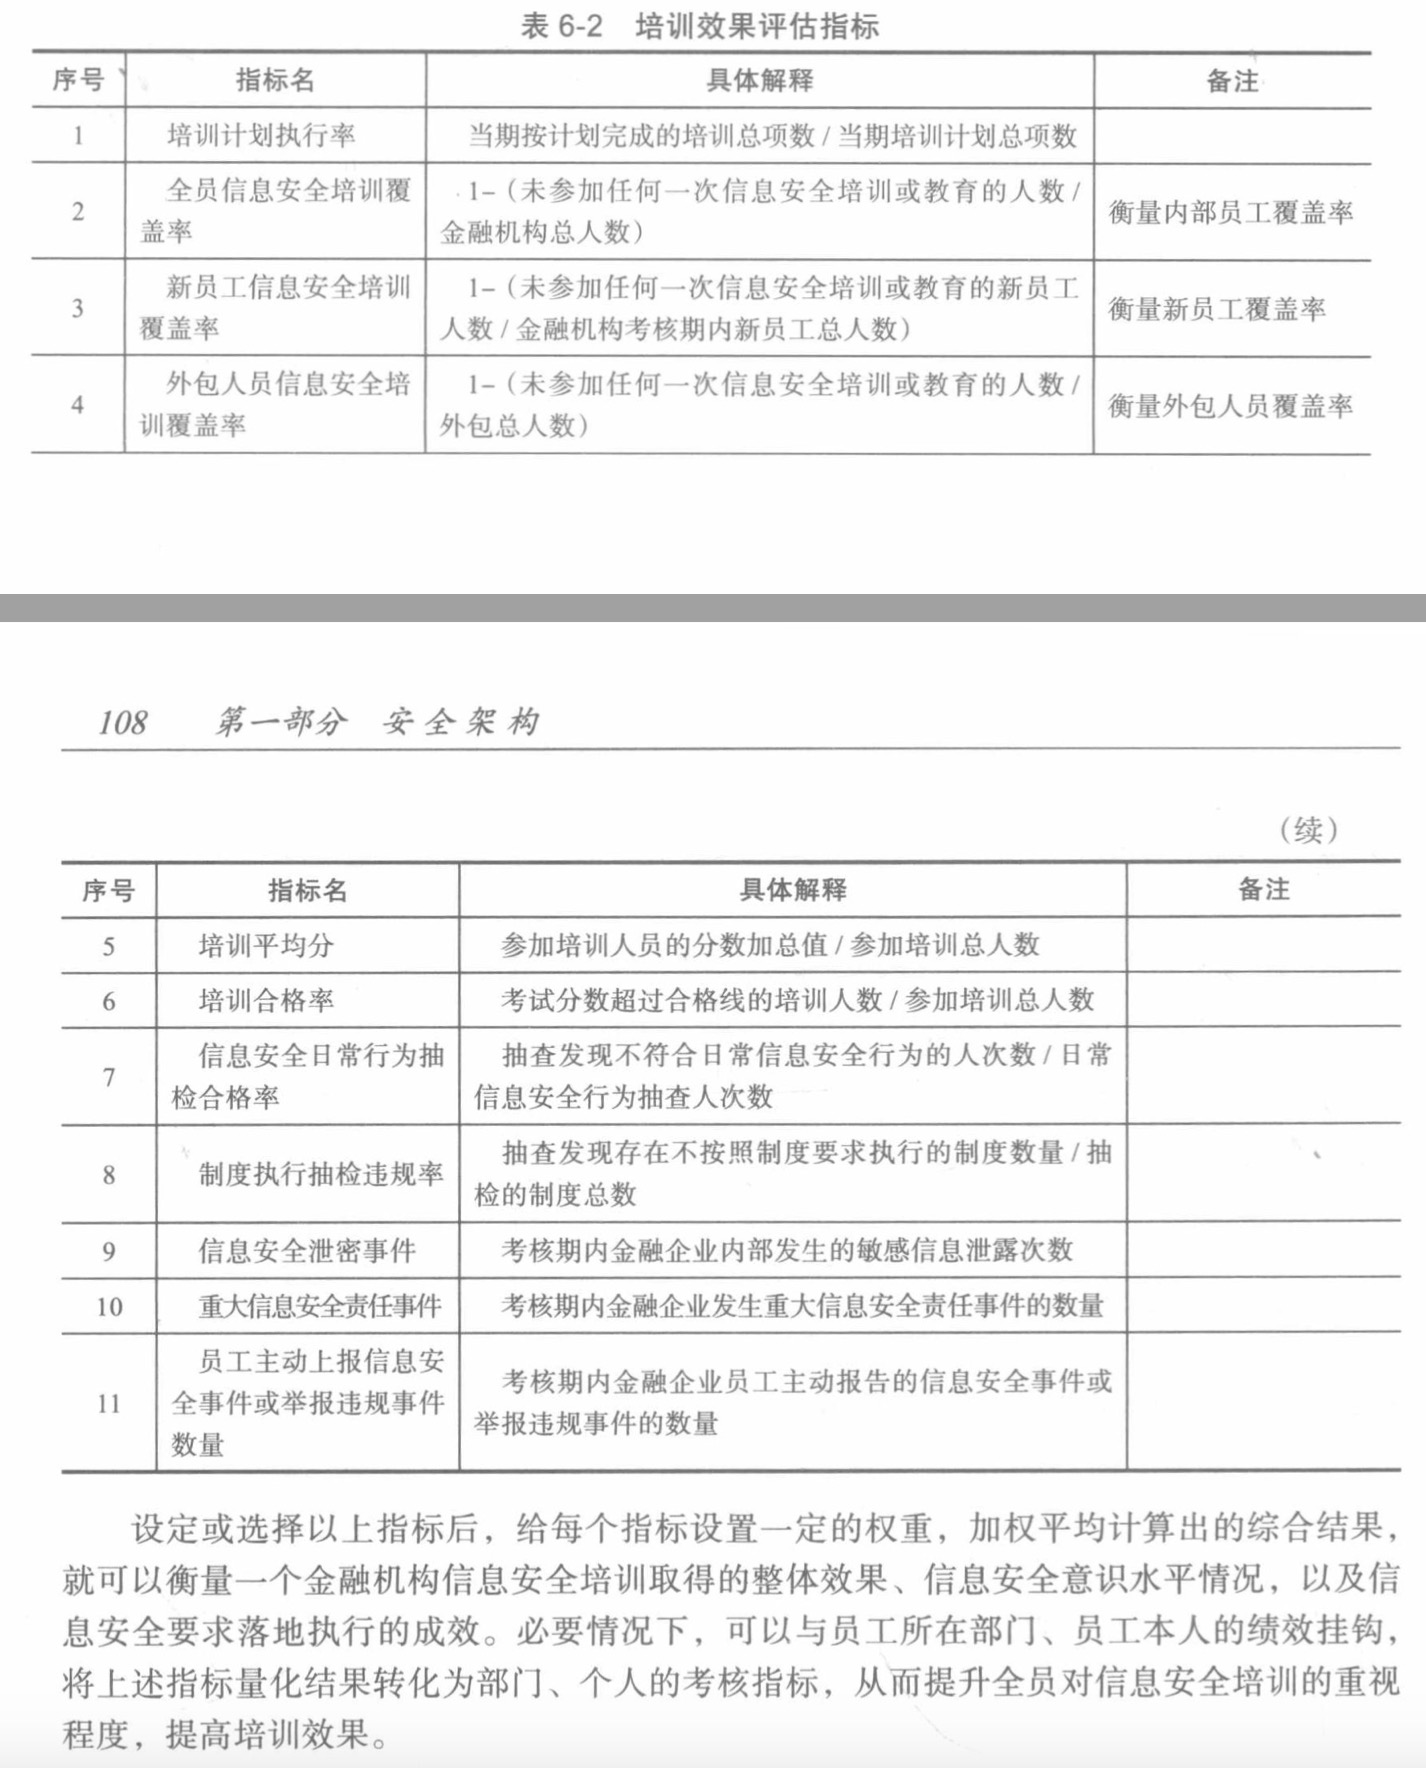 表 6-2 培训效果评估指标
序号 指标名 具体解释 备注
1 培训计划执行率 当期按计划完成的培训总项数 / 当期培训计划总项数
2 全员信息安全培训覆 1-（未参加任何一次信息安全培训或教育的人数 / 衡量内部员工覆盖率
盖率 金融机构总人数）
3 新员工信息安全培训 1-（未参加任何一次信息安全培训或教育的新员工 衡量新员工覆盖率
覆盖率 人数 / 金融机构考核期内新员工总人数）
4 外包人员信息安全培 1-（未参加任何一次信息安全培训或教育的人数 / 衡量外包人员覆盖率
训覆盖率 外包总人数）
108 第一部分 安全架构
（续）
序号 指标名 具体解释 备注
5 培训平均分 参加培训人员的分数加总值 / 参加培训总人数
6 培训合格率 考试分数超过合格线的培训人数 / 参加培训总人数
7 信息安全日常行为抽 抽查发现不符合日常信息安全行为的人次数 / 日常
检合格率 信息安全行为抽查人次数
8 制度执行抽检违规率 抽查发现存在不按照制度要求执行的制度数量 / 抽
检的制度总数
9 信息安全泄密事件 考核期内金融企业内部发生的敏感信息泄露次数
10 重大信息安全责任事件 考核期内金融企业发生重大信息安全责任事件的数量
11 员工主动上报信息安 考核期内金融企业员工主动报告的信息安全事件或
全事件或举报违规事件 举报违规事件的数量
数量
设定或选择以上指标后，给每个指标设置一定的权重，加权平均计算出的综合结果，
就可以衡量一个金融机构信息安全培训取得的整体效果、信息安全意识水平情况，以及信
息安全要求落地执行的成效。必要情况下，可以与员工所在部门、员工本人的绩效挂钩，
将上述指标量化结果转化为部门、个人的考核指标，从而提升全员对信息安全培训的重视
程度，提高培训效果。